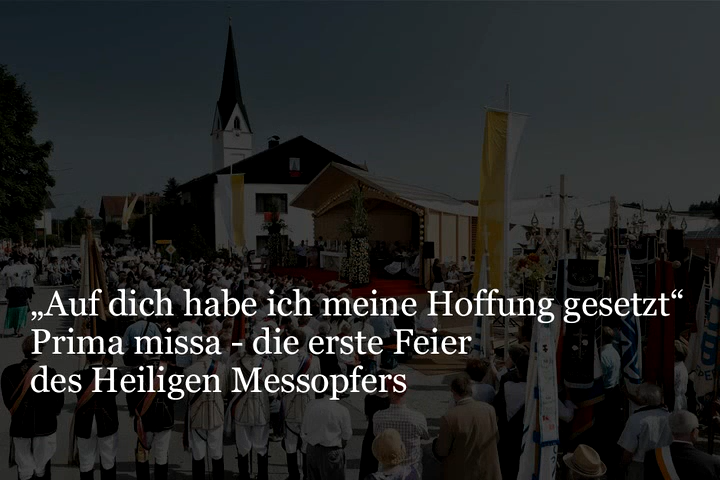 „Auf dich habe ich meine Hoffung gesetzt“
Prima missa - die erste Feier
des Heiligen Messopfers